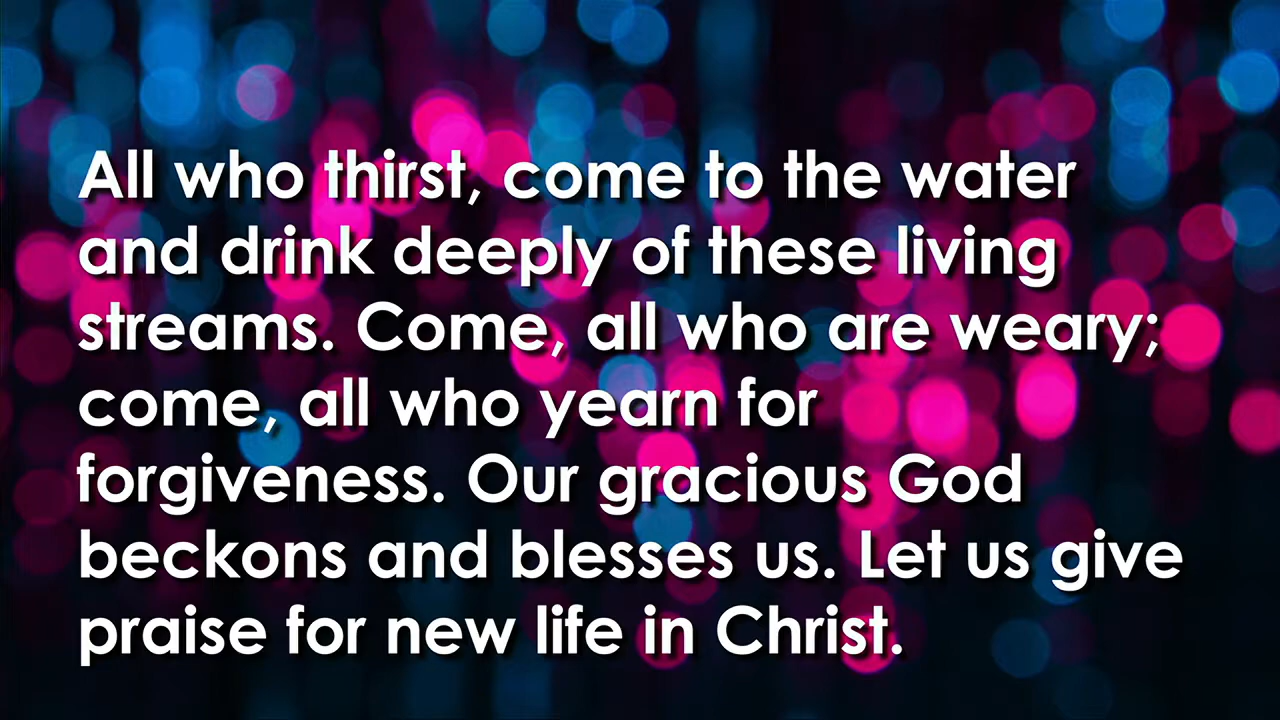 All who thirst, come to the water
and drink deeply of these living
streams. Come, all who are weary;
come, all who yearn for
forgiveness. Our gracious God
beckons and blesses us. Let us give
praise for new life in Christ.